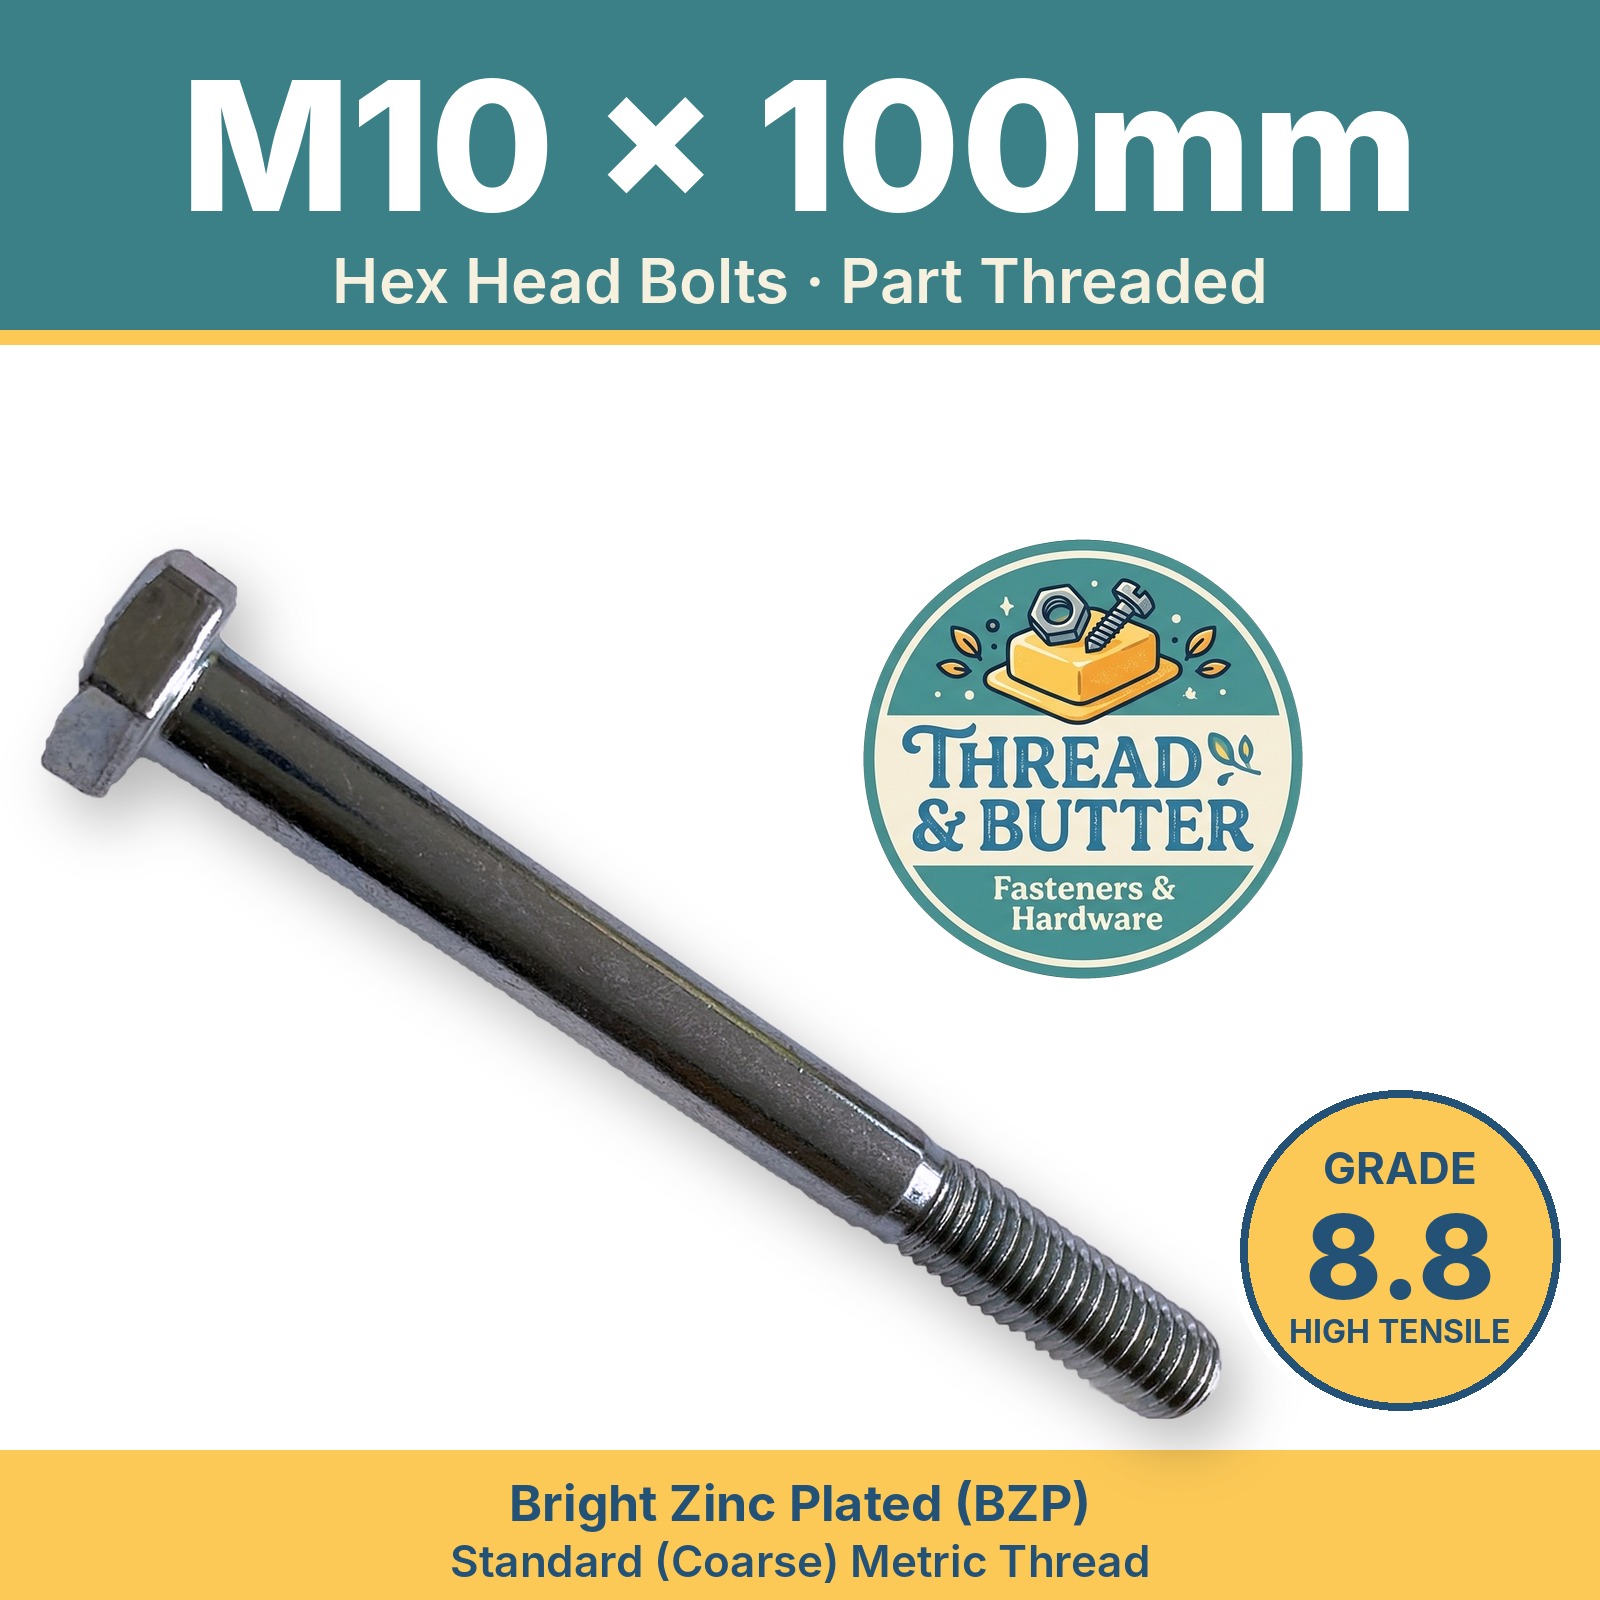 M10 × 100mm
Hex Head Bolts · Part Threaded
THREAD
& BUTTER
Fasteners &
Hardware
GRADE
8.8
HIGH TENSILE
Bright Zinc Plated (BZP)
Standard (Coarse) Metric Thread